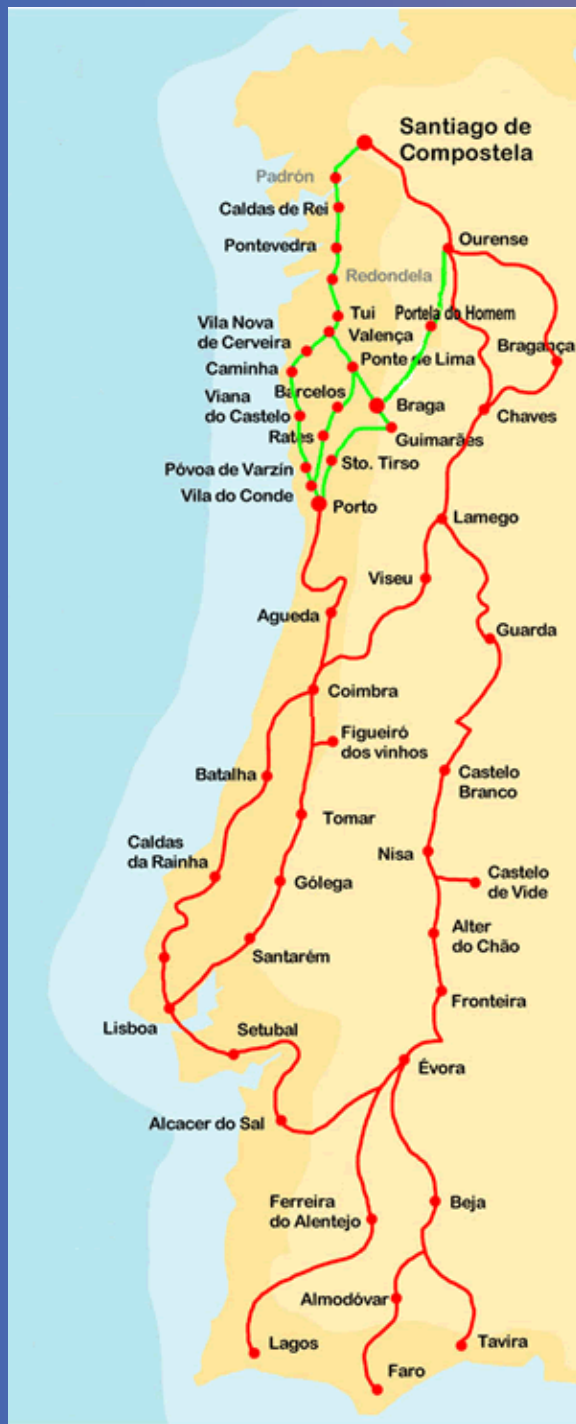 Santiago de
Compostela
Padrón
Caldas de Rei
Pontevedra
Ourense
Redondela
Tui
Portela do Homem
Vila Nova
de Cerveira
Valença
Bragança
Caminha
Ponte de Lima
Viana
do Castelo
Barcelos
Braga
Chaves
Rates
Guimarães
Póvoa de Varzín
Sto. Tirso
Vila do Conde
Porto
Lamego
Viseu
Agueda
Guarda
Coimbra
Figueiró
dos vinhos
Batalha
Castelo
Branco
Tomar
Caldas
da Rainha
Nisa
Gólega
Castelo
de Vide
Alter
do Chão
Santarém
Fronteira
Lisboa
Setubal
Évora
Alcacer do Sal
Ferreira
do Alentejo
Beja
Almodóvar
Lagos
Tavira
Faro